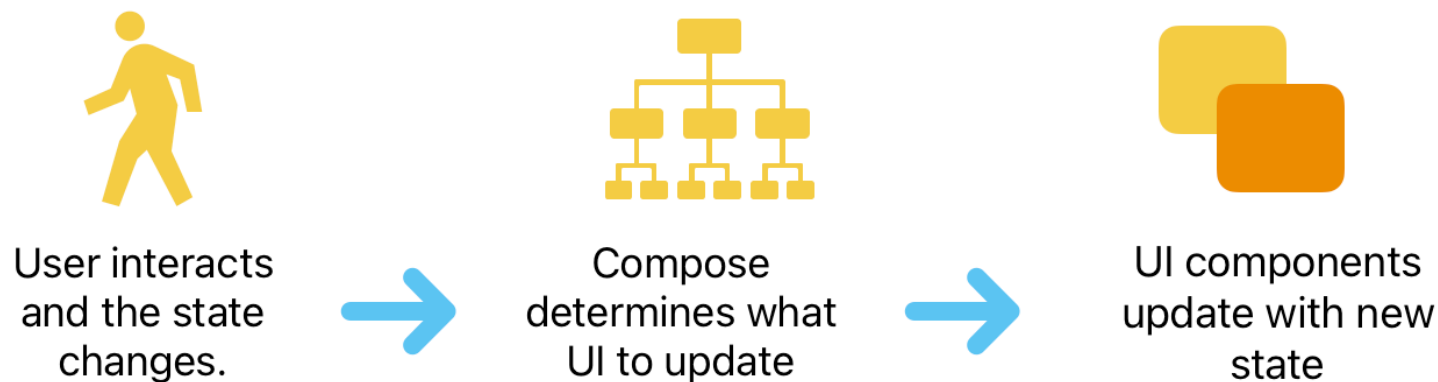 User interacts
and the state
changes.
Compose
determines what
UI to update
UI components
update with new
state